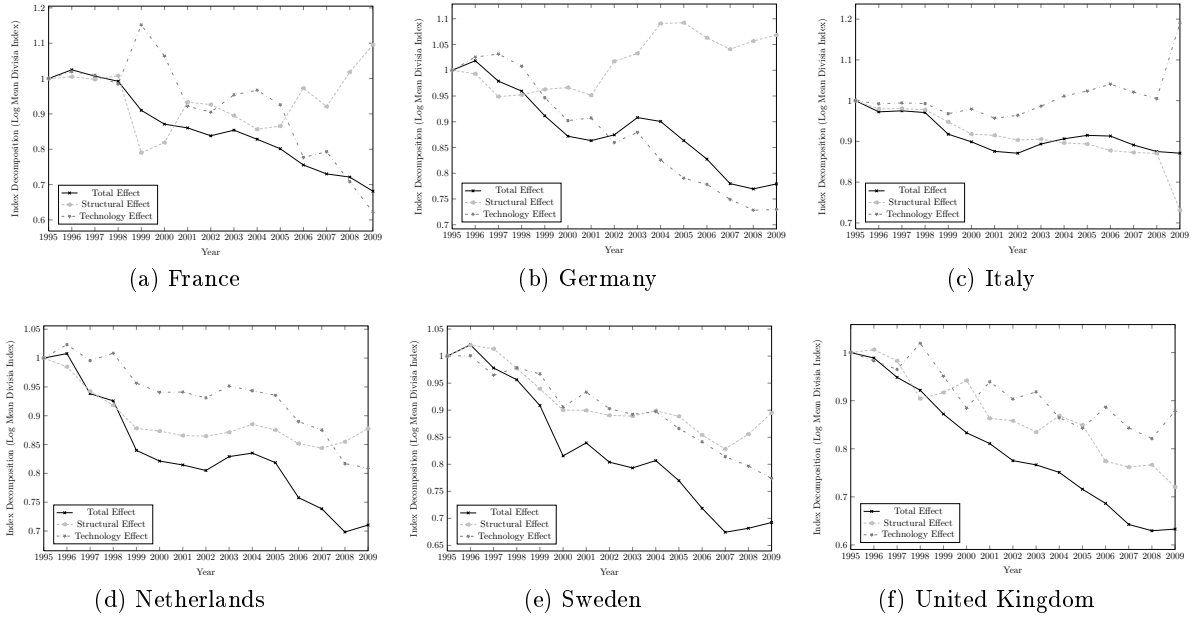 Index Decomposition (Log Mean Divisia Index)
1.2
1.1
1
0.9
0.8
0.7
0.6
Total Effect
Structural Effect
Technology Effect
1995 1996 1997 1998 1999 2000 2001 2002 2003 2004 2005 2006 2007 2008 2009
Year
(a) France
Index Decomposition (Log Mean Divisia Index)
1.1
1.05
1
0.95
0.9
0.85
0.8
0.75
0.7
Total Effect
Structural Effect
Technology Effect
1995 1996 1997 1998 1999 2000 2001 2002 2003 2004 2005 2006 2007 2008 2009
Year
(b) Germany
Index Decomposition (Log Mean Divisia Index)
1.2
1.1
1
0.9
0.8
0.7
Total Effect
Structural Effect
Technology Effect
1995 1996 1997 1998 1999 2000 2001 2002 2003 2004 2005 2006 2007 2008 2009
Year
(c) Italy
Index Decomposition (Log Mean Divisia Index)
1.05
1
0.95
0.9
0.85
0.8
0.75
0.7
Total Effect
Structural Effect
Technology Effect
1995 1996 1997 1998 1999 2000 2001 2002 2003 2004 2005 2006 2007 2008 2009
Year
(d) Netherlands
Index Decomposition (Log Mean Divisia Index)
1.05
1
0.95
0.9
0.85
0.8
0.75
0.7
0.65
Total Effect
Structural Effect
Technology Effect
1995 1996 1997 1998 1999 2000 2001 2002 2003 2004 2005 2006 2007 2008 2009
Year
(e) Sweden
Index Decomposition (Log Mean Divisia Index)
1
0.9
0.8
0.7
0.6
Total Effect
Structural Effect
Technology Effect
1995 1996 1997 1998 1999 2000 2001 2002 2003 2004 2005 2006 2007 2008 2009
Year
(f) United Kingdom